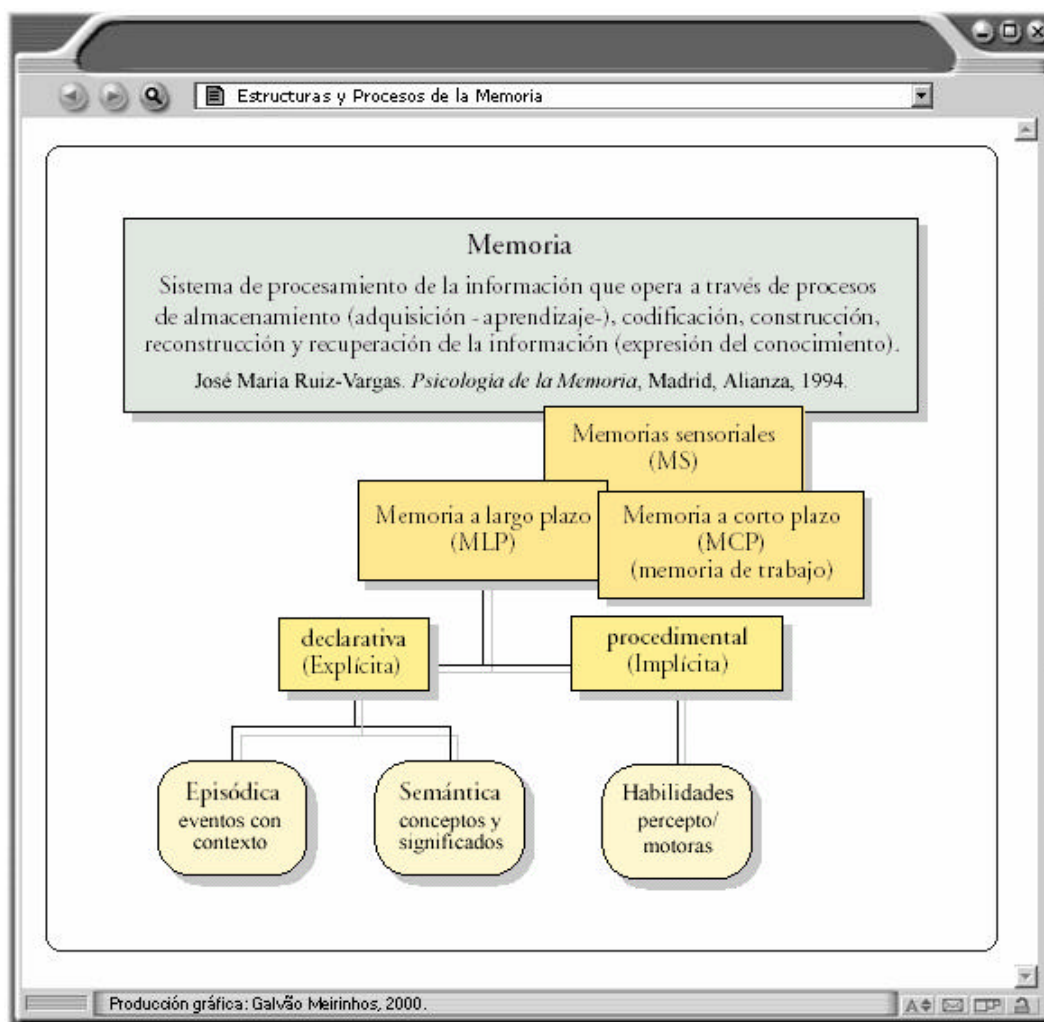 Estructuras y Procesos de la Memoria
Memoria
Sistema de procesamiento de la información que opera a través de procesos
de almacenamiento (adquisición - aprendizaje-), codificación, construcción,
reconstrucción y recuperación de la información (expresión del conocimiento).
José Maria Ruiz-Vargas. Psicología de la Memoria, Madrid, Alianza, 1994.
Memorias sensoriales
(MS)
Memoria a largo plazo
(MLP)
Memoria a corto plazo
(MCP)
(memoria de trabajo)
declarativa
(Explícita)
procedimental
(Implícita)
Episódica
eventos con
contexto
Semántica
conceptos y
significados
Habilidades
percepto/
motoras
Producción gráfica: Galvão Meirinhos, 2000.
A